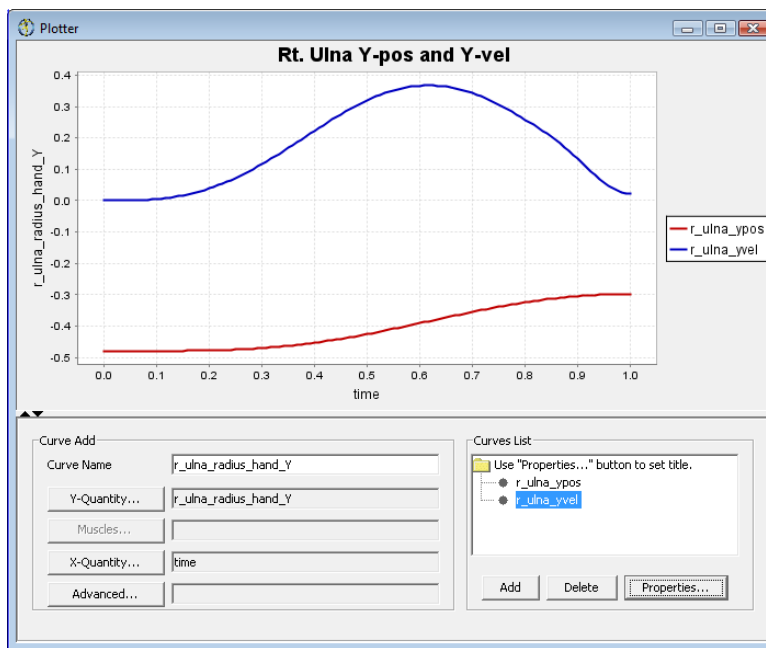 Plotter
Rt. Ulna Y-pos and Y-vel
0.4
0.3
0.2
0.1
0.0
-0.1
-0.2
-0.3
-0.4
-0.5
r_ulna_radius_hand_Y
0.0 0.1 0.2 0.3 0.4 0.5 0.6 0.7 0.8 0.9 1.0
time
r_ulna_ypos
r_ulna_yvel
Curve Add
Curve Name r_ulna_radius_hand_Y
Y-Quantity... r_ulna_radius_hand_Y
Muscles...
X-Quantity... time
Advanced...
Curves List
Use "Properties..." button to set title.
r_ulna_ypos
r_ulna_yvel
Add Delete Properties...